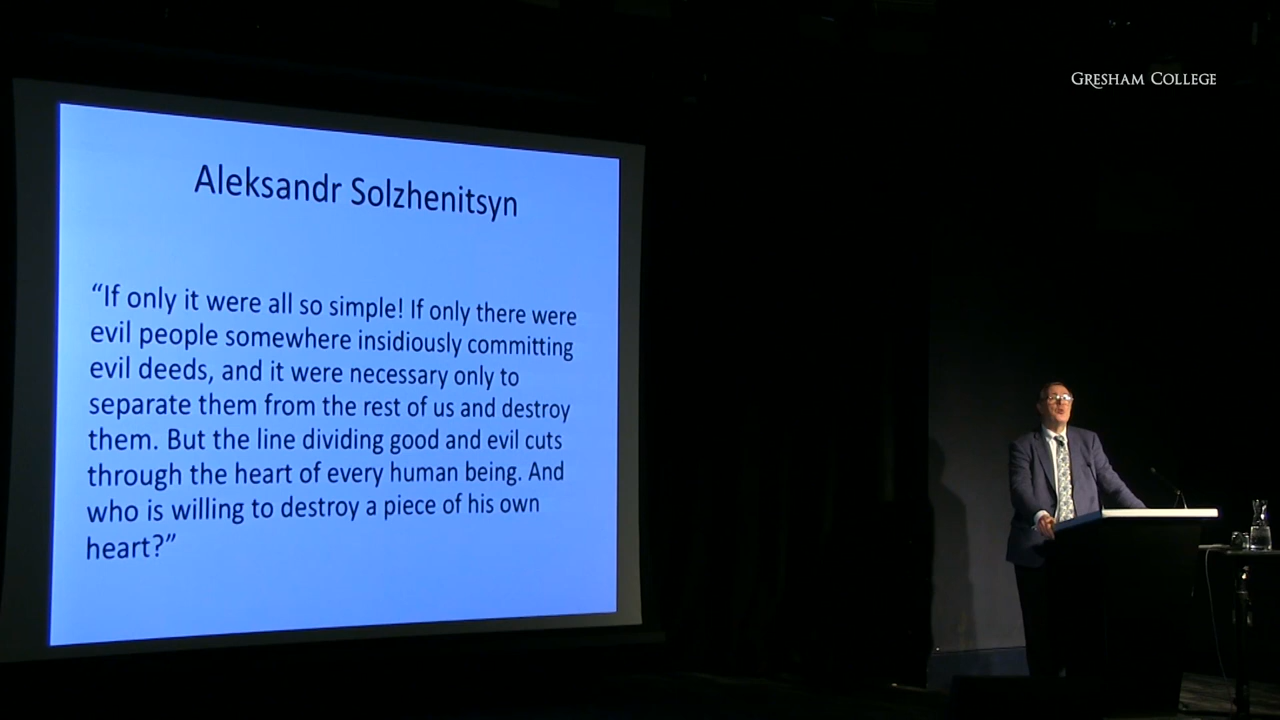 GRESHAM COLLEGE
Aleksandr Solzhenitsyn
“If only it were all so simple! If only there were
evil people somewhere insidiously committing
evil deeds, and it were necessary only to
separate them from the rest of us and destroy
them. But the line dividing good and evil cuts
through the heart of every human being. And
who is willing to destroy a piece of his own
heart?”